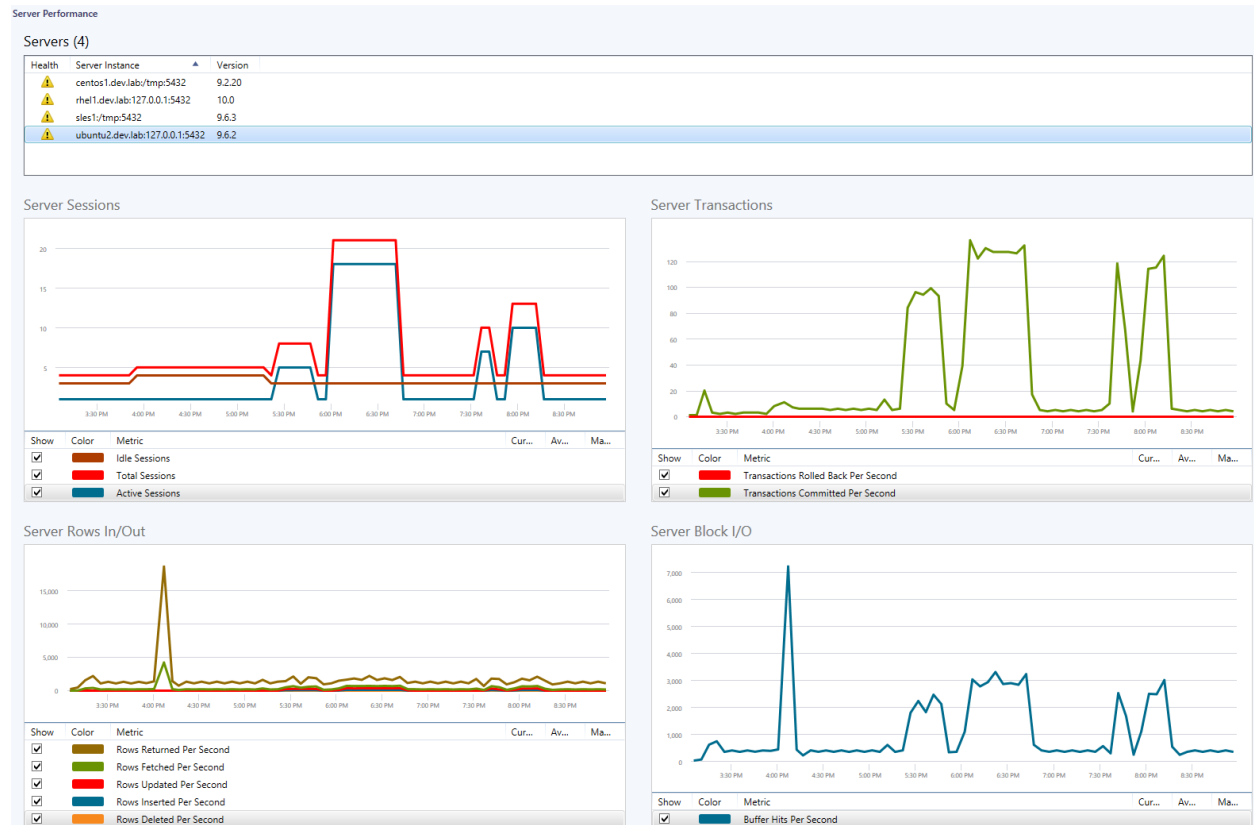 Server Performance
Servers (4)
Health Server Instance Version
centos1.dev.lab:/tmp:5432 9.2.20
rhel1.dev.lab:127.0.0.1:5432 10.0
sles1:/tmp:5432 9.6.3
ubuntu2.dev.lab:127.0.0.1:5432 9.6.2
Server Sessions
20
15
10
5
3:30 PM 4:00 PM 4:30 PM 5:00 PM 5:30 PM 6:00 PM 6:30 PM 7:00 PM 7:30 PM 8:00 PM 8:30 PM
Show Color Metric Cur... Av... Ma...
Idle Sessions
Total Sessions
Active Sessions
Server Transactions
120
100
80
60
40
20
0
3:30 PM 4:00 PM 4:30 PM 5:00 PM 5:30 PM 6:00 PM 6:30 PM 7:00 PM 7:30 PM 8:00 PM 8:30 PM
Show Color Metric Cur... Av... Ma...
Transactions Rolled Back Per Second
Transactions Committed Per Second
Server Rows In/Out
15,000
10,000
5,000
0
3:30 PM 4:00 PM 4:30 PM 5:00 PM 5:30 PM 6:00 PM 6:30 PM 7:00 PM 7:30 PM 8:00 PM 8:30 PM
Show Color Metric Cur... Av... Ma...
Rows Returned Per Second
Rows Fetched Per Second
Rows Updated Per Second
Rows Inserted Per Second
Rows Deleted Per Second
Server Block I/O
7,000
6,000
5,000
4,000
3,000
2,000
1,000
0
3:30 PM 4:00 PM 4:30 PM 5:00 PM 5:30 PM 6:00 PM 6:30 PM 7:00 PM 7:30 PM 8:00 PM 8:30 PM
Show Color Metric Cur... Av... Ma...
Buffer Hits Per Second